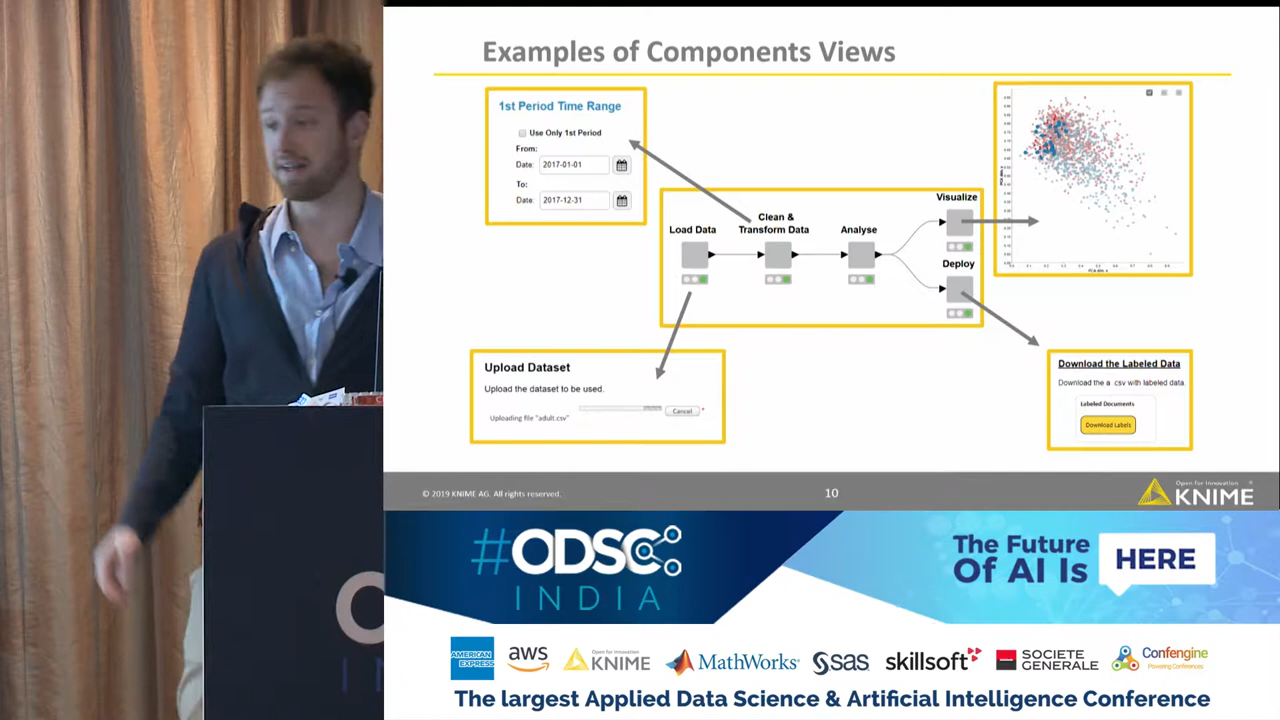 Examples of Components Views
1st Period Time Range
Use Only 1st Period
From:
Date: 2017-01-01
To:
Date: 2017-12-31
Load Data
Clean &
Transform Data
Analyse
Visualize
Deploy
Upload Dataset
Upload the dataset to be used.
Uploading file "adult.csv"
Cancel
Download the Labeled Data
Download the a .csv with labeled data.
Labeled Documents
Download Labels
© 2019 KNIME AG. All rights reserved.
10
Open for Innovation
KNIME
#ODSC
INDIA
The Future
Of AI Is
HERE
AMERICAN
EXPRESS
aws
Open for Innovation
KNIME
MathWorks®
sas
skillsoft
SOCIETE
GENERALE
Confengine
Powering Conferences
The largest Applied Data Science & Artificial Intelligence Conference